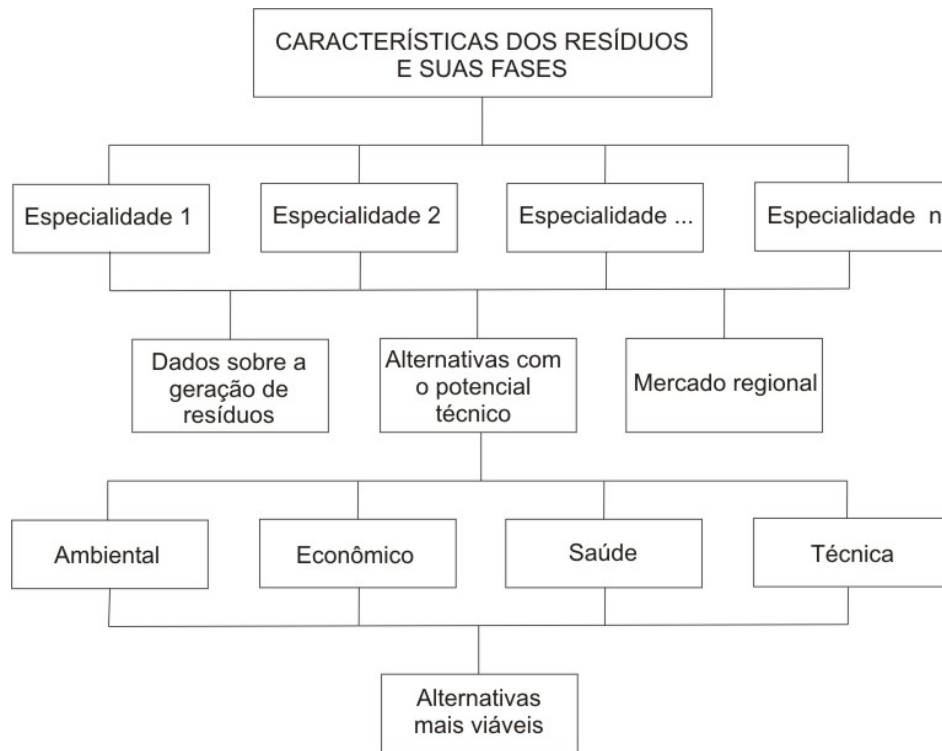 CARACTERÍSTICAS DOS RESÍDUOS
E SUAS FASES
Especialidade 1
Especialidade 2
Especialidade ...
Especialidade n
Dados sobre a
geração de
resíduos
Alternativas com
o potencial
técnico
Mercado regional
Ambiental
Econômico
Saúde
Técnica
Alternativas
mais viáveis